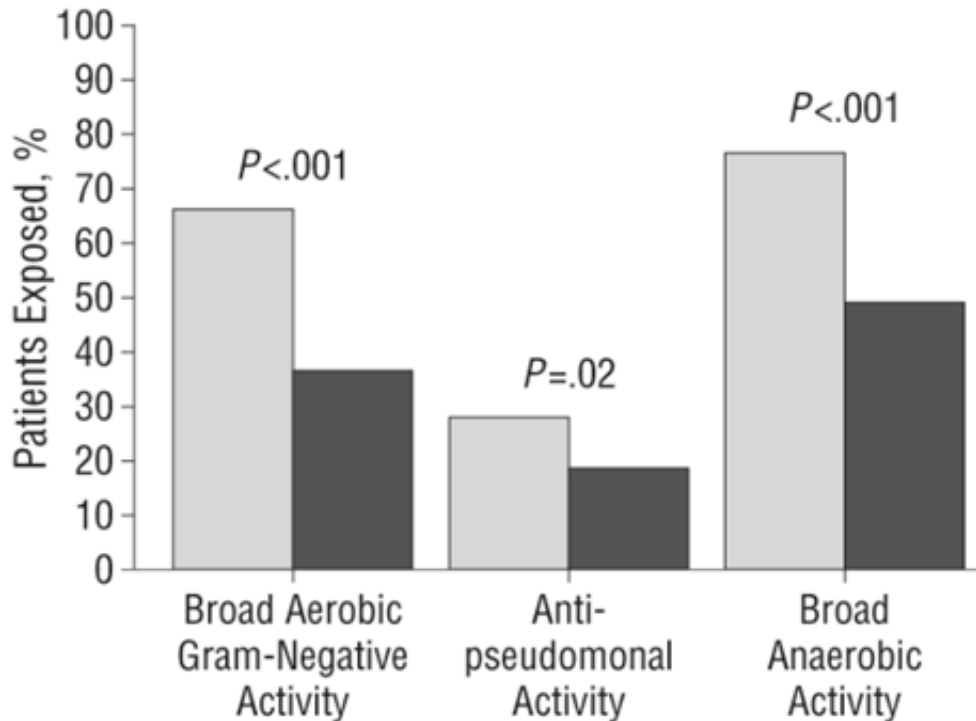 Patients Exposed, %
100
90
80
70
60
50
40
30
20
10
0
P<.001
P=.02
P<.001
Broad Aerobic
Gram-Negative
Activity
Anti-
pseudomonal
Activity
Broad
Anaerobic
Activity